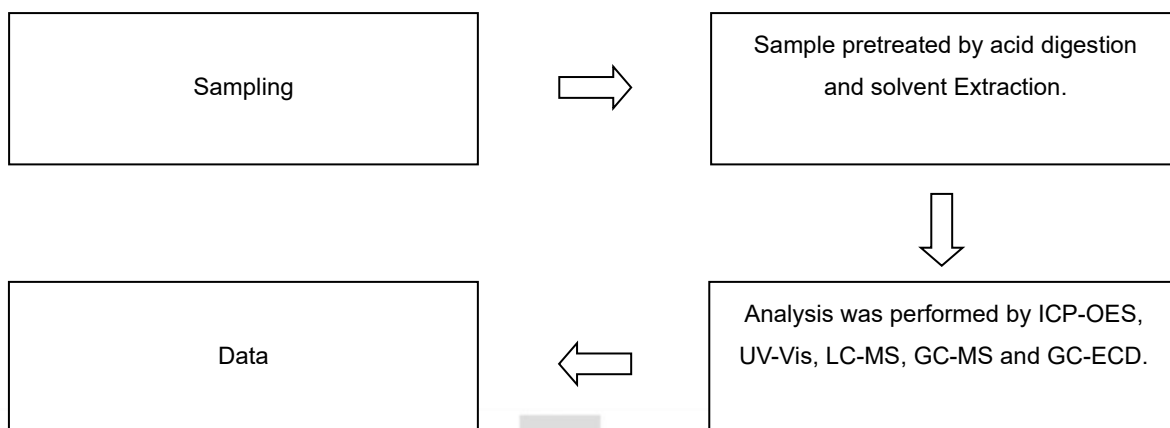 Sampling
Sample pretreated by acid digestion
and solvent Extraction.
Analysis was performed by ICP-OES,
UV-Vis, LC-MS, GC-MS and GC-ECD.
Data